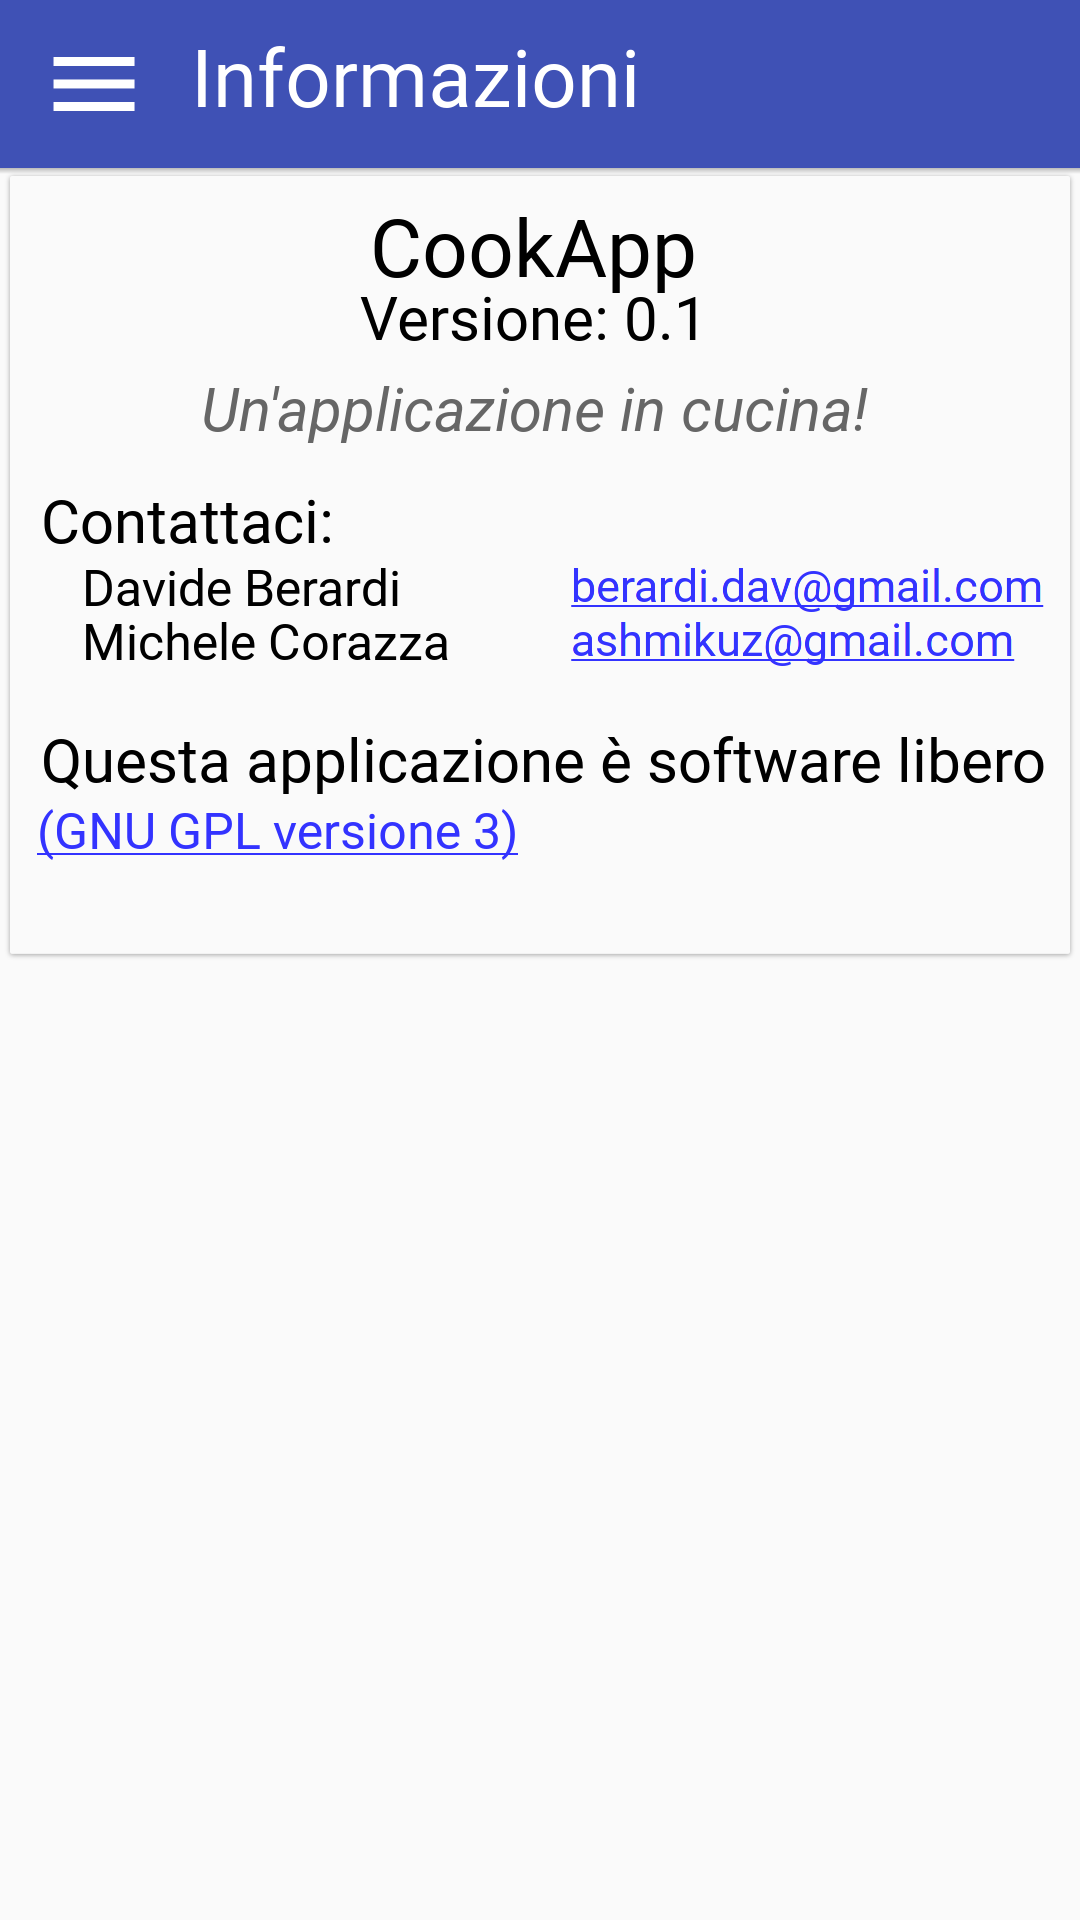 Informazioni
CookApp
Versione: 0.1
Un'applicazione in cucina!
Contattaci:
Davide Berardi berardi.dav@gmail.com
Michele Corazza ashmikuz@gmail.com
Questa applicazione è software libero
(GNU GPL versione 3)